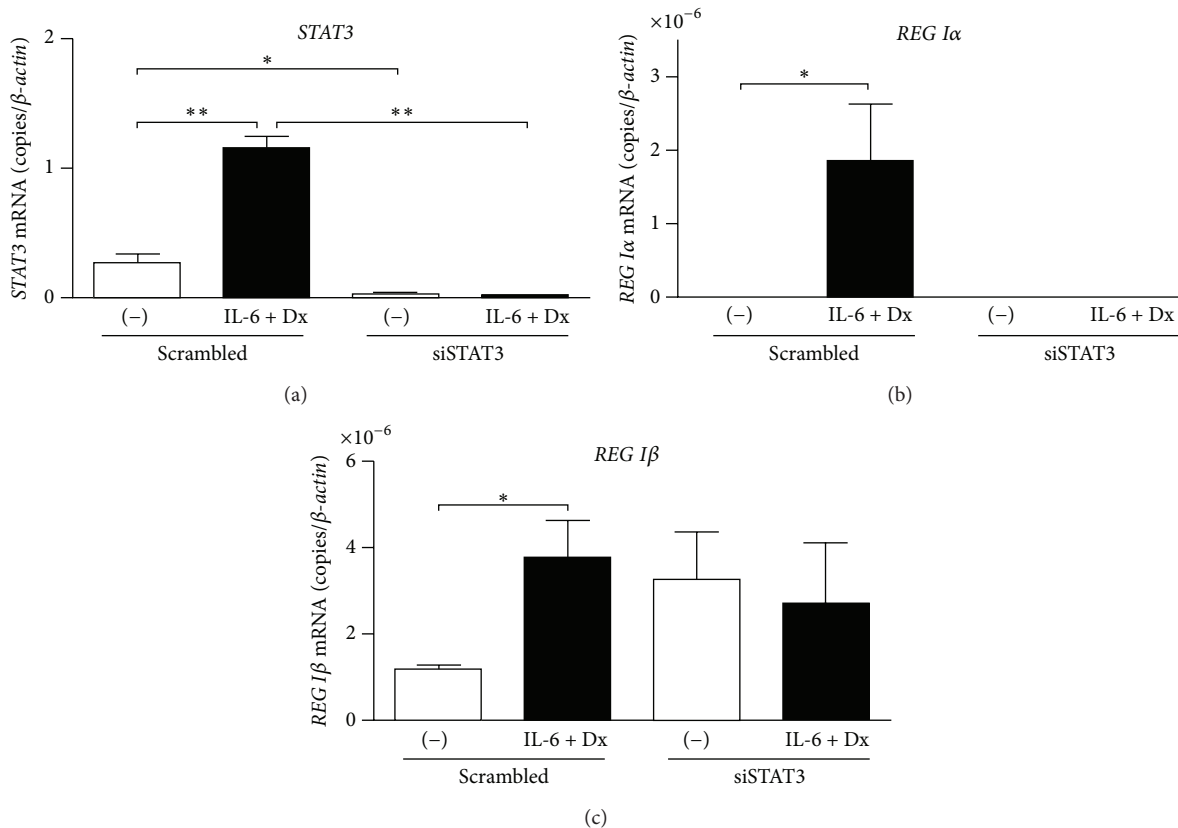 STAT3
STAT3 mRNA (copies/β-actin)
2
1
0
*
**
**
(−)
IL-6 + Dx
(−)
IL-6 + Dx
Scrambled
siSTAT3
(a)
×10⁻⁶
REG Iα
REG Iα mRNA (copies/β-actin)
3
2
1
0
*
(−)
IL-6 + Dx
(−)
IL-6 + Dx
Scrambled
siSTAT3
(b)
×10⁻⁶
REG Iβ
REG Iβ mRNA (copies/β-actin)
6
4
2
0
*
(−)
IL-6 + Dx
(−)
IL-6 + Dx
Scrambled
siSTAT3
(c)